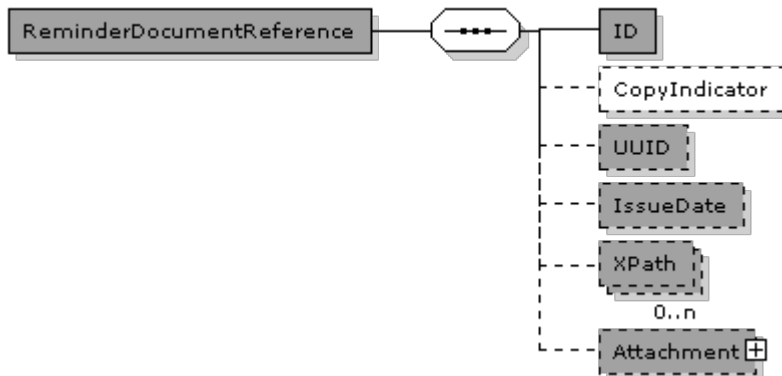 ReminderDocumentReference
ID
CopyIndicator
UUID
IssueDate
XPath
0..n
Attachment